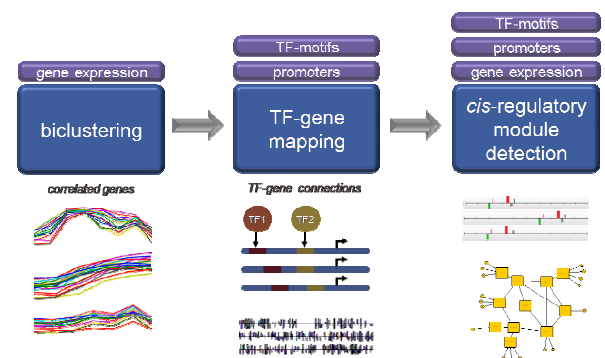 TF-motifs
TF-motifs
promoters
gene expression
promoters
gene expression
biclustering
TF-gene
mapping
cis-regulatory
module
detection
correlated genes
TF-gene connections
TF1
TF2